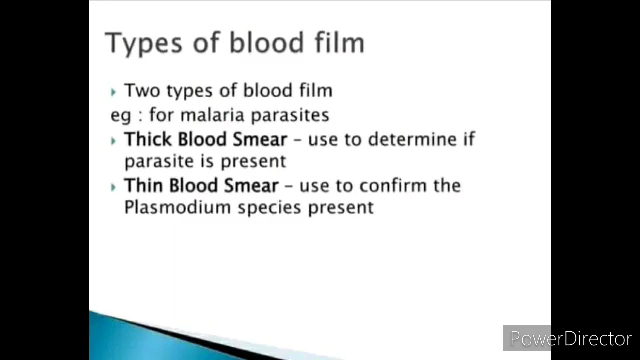 Types of blood film
Two types of blood film
eg : for malaria parasites
Thick Blood Smear – use to determine if
parasite is present
Thin Blood Smear – use to confirm the
Plasmodium species present
PowerDirector